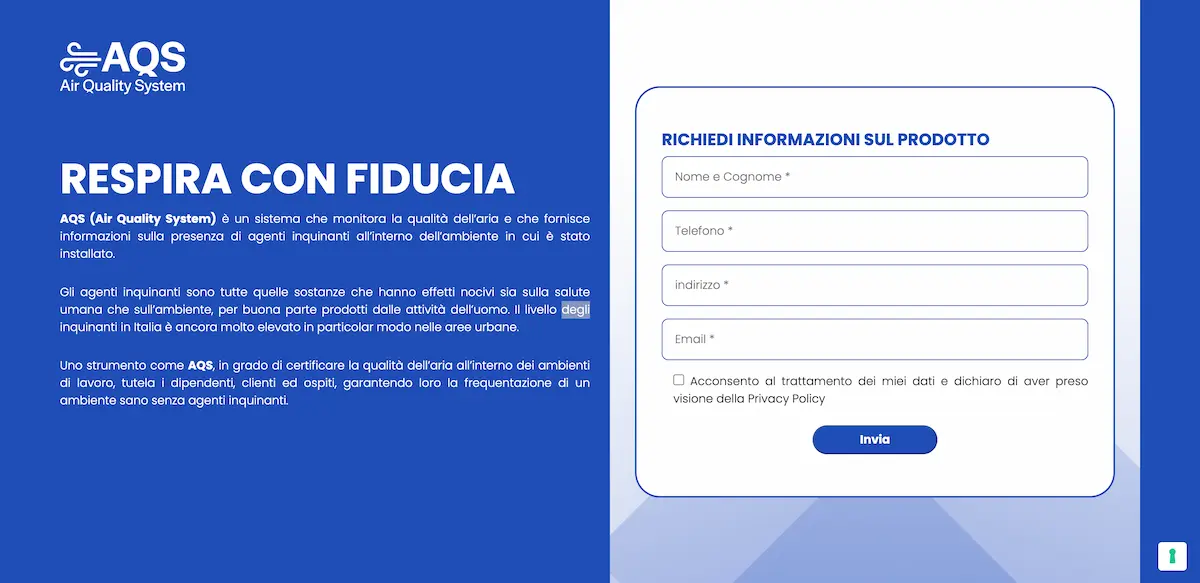 AQS
Air Quality System
RESPIRA CON FIDUCIA
AQS (Air Quality System) è un sistema che monitora la qualità dell'aria e che fornisce
informazioni sulla presenza di agenti inquinanti all'interno dell'ambiente in cui è stato
installato.
Gli agenti inquinanti sono tutte quelle sostanze che hanno effetti nocivi sia sulla salute
umana che sull'ambiente, per buona parte prodotti dalle attività dell'uomo. Il livello degli
inquinanti in Italia è ancora molto elevato in particolar modo nelle aree urbane.
Uno strumento come AQS, in grado di certificare la qualità dell'aria all'interno dei ambienti
di lavoro, tutela i dipendenti, clienti ed ospiti, garantendo loro la frequentazione di un
ambiente sano senza agenti inquinanti.
RICHIEDI INFORMAZIONI SUL PRODOTTO
Nome e Cognome *
Telefono *
indirizzo *
Email *
Acconsento al trattamento dei miei dati e dichiaro di aver preso
visione della Privacy Policy
Invia